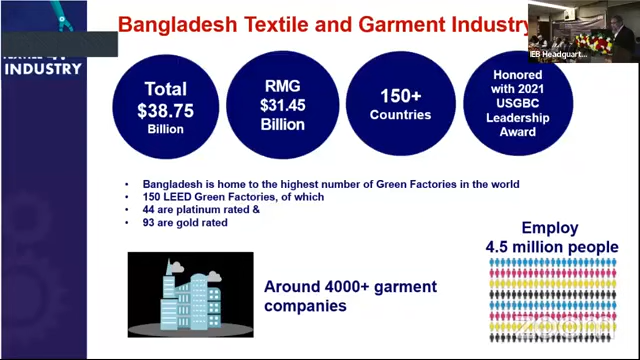 Bangladesh Textile and Garment Industry
INDUSTRY
IEB Headquart...
Total
$38.75
Billion
RMG
$31.45
Billion
150+
Countries
Honored
with 2021
USGBC
Leadership
Award
• Bangladesh is home to the highest number of Green Factories in the world
• 150 LEED Green Factories, of which
• 44 are platinum rated &
• 93 are gold rated
Around 4000+ garment
companies
Employ
4.5 million people
zoom